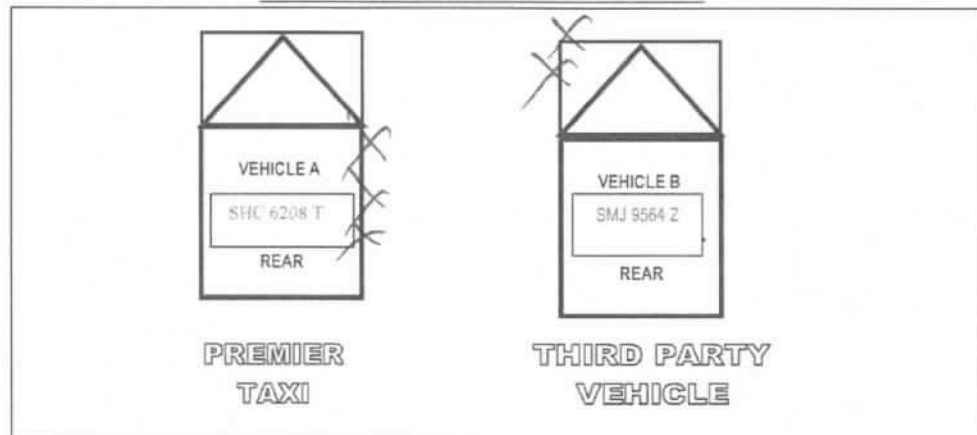 VEHICLE A
SHC 6208 T
REAR
PREMIER
TAXI
VEHICLE B
SMJ 9564 Z
REAR
THIRD PARTY
VEHICLE